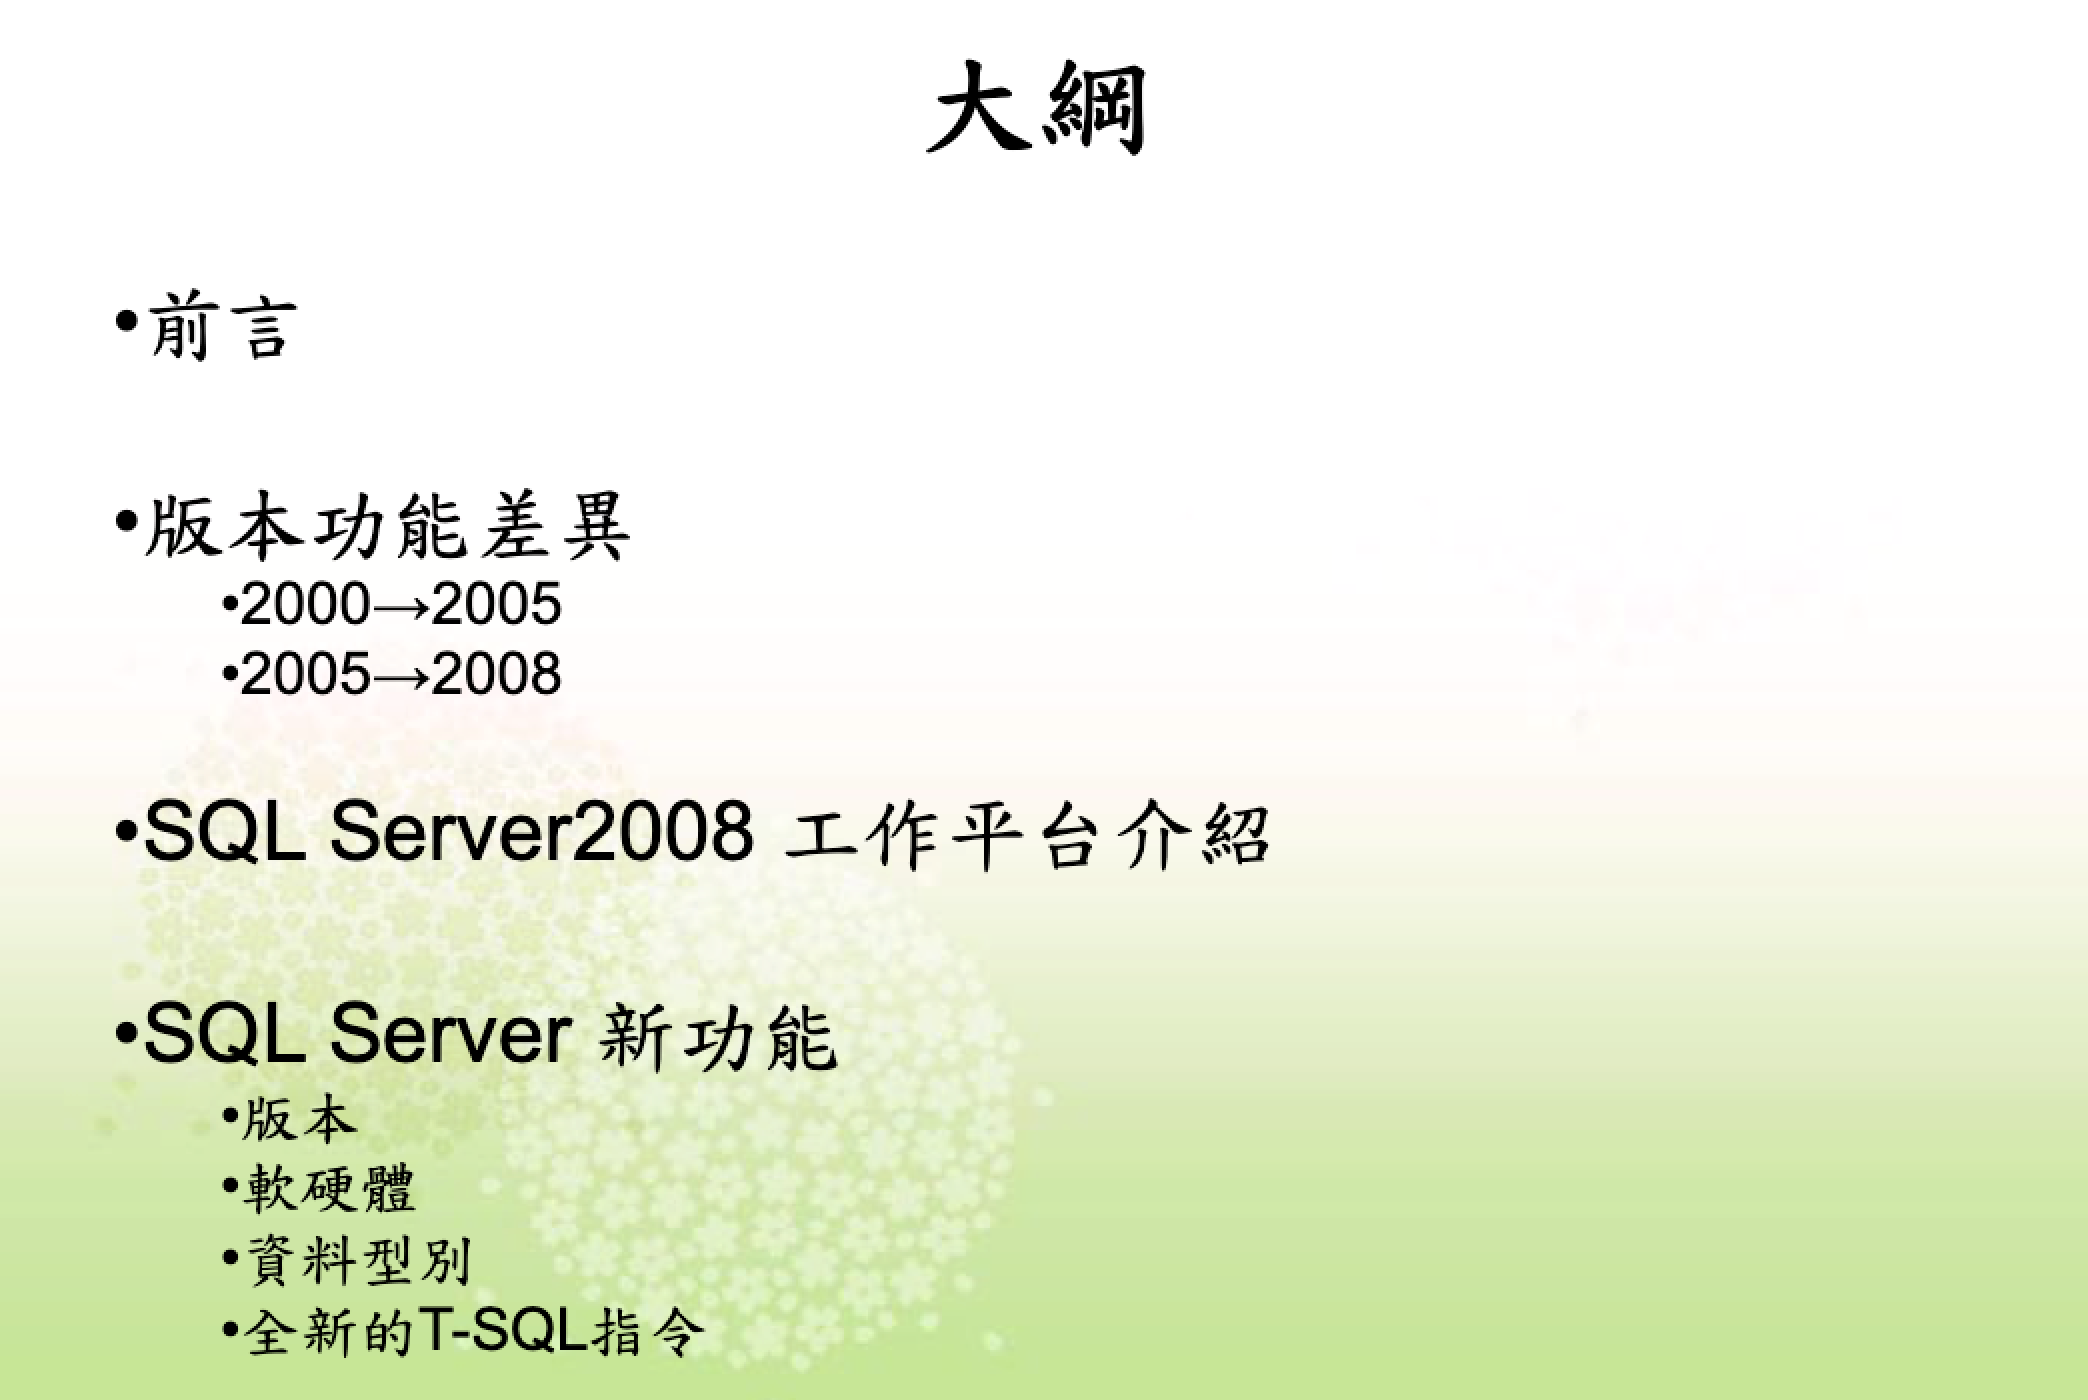 大綱
•前言
•版本功能差異
•2000→2005
•2005→2008
•SQL Server2008 工作平台介紹
•SQL Server 新功能
•版本
•軟硬體
•資料型別
•全新的T-SQL指令